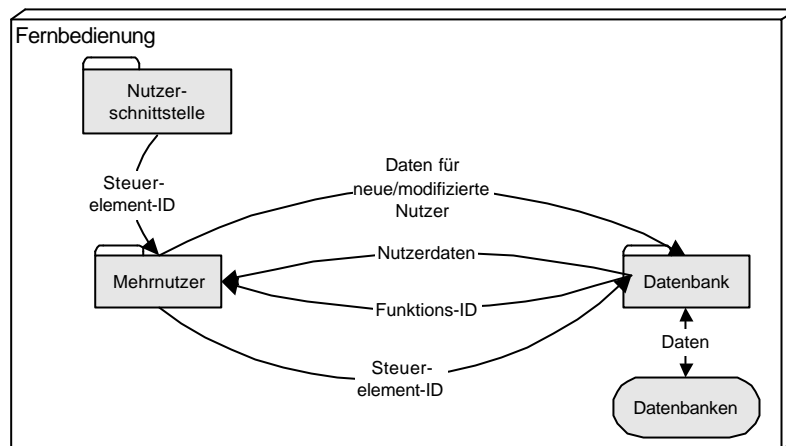 Fernbedienung
Nutzer-
schnittstelle
Steuer-
element-ID
Daten für
neue/modifizierte
Nutzer
Mehrnutzer
Nutzerdaten
Datenbank
Funktions-ID
Daten
Steuer-
element-ID
Datenbanken